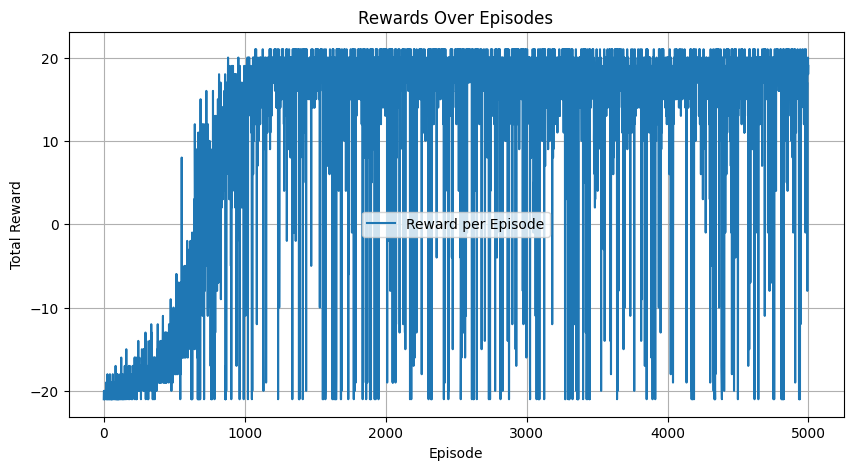 Rewards Over Episodes
Total Reward
20
10
0
−10
−20
Reward per Episode
0
1000
2000
3000
4000
5000
Episode